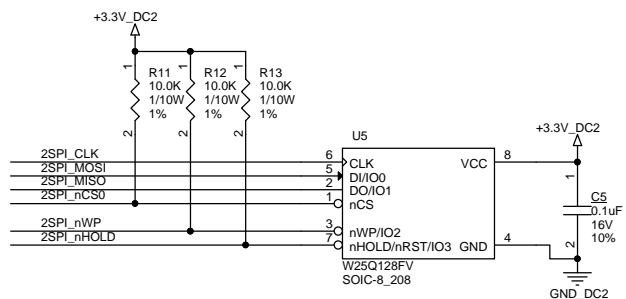 +3.3V_DC2
1
1
1
R11
10.0K
1/10W
1%
R12
10.0K
1/10W
1%
R13
10.0K
1/10W
1%
2
2
2
U5
+3.3V_DC2
2SPI_CLK 6 CLK VCC 8
2SPI_MOSI 5 DI/IO0
2SPI_MISO 2 DO/IO1
2SPI_nCS0 1 nCS
2SPI_nWP 3 nWP/IO2
2SPI_nHOLD 7 nHOLD/nRST/IO3 GND 4
1
C5
0.1uF
16V
10%
2
W25Q128FV
SOIC-8_208
GND_DC2